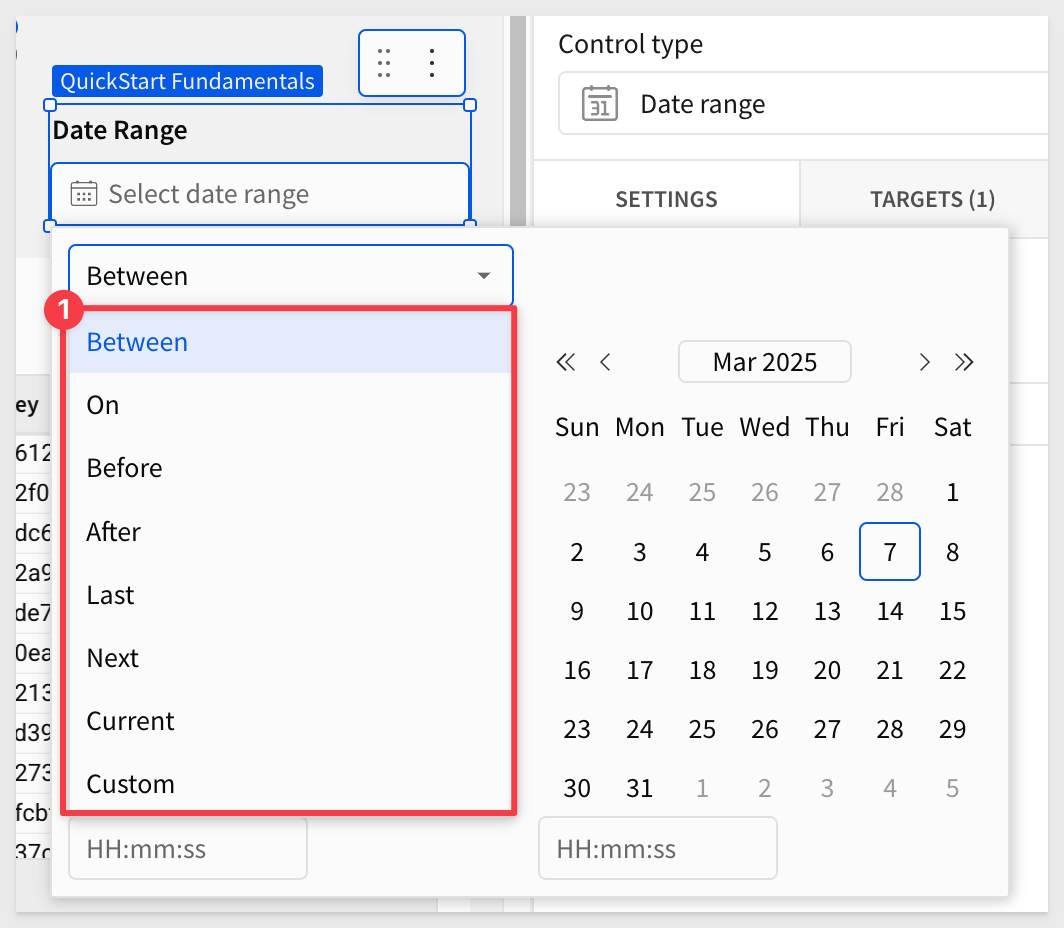 QuickStart Fundamentals
Control type
Date Range
31 Date range
Select date range
SETTINGS
TARGETS (1)
Between
1
Between
On
Before
After
Last
Next
Current
Custom
HH:mm:ss
Mar 2025
Sun Mon Tue Wed Thu Fri Sat
23 24 25 26 27 28 1
2 3 4 5 6 7 8
9 10 11 12 13 14 15
16 17 18 19 20 21 22
23 24 25 26 27 28 29
30 31 1 2 3 4 5
HH:mm:ss
ey
612
2f0
dc6
2a9
de7
0ea
213
d39
273
fcb